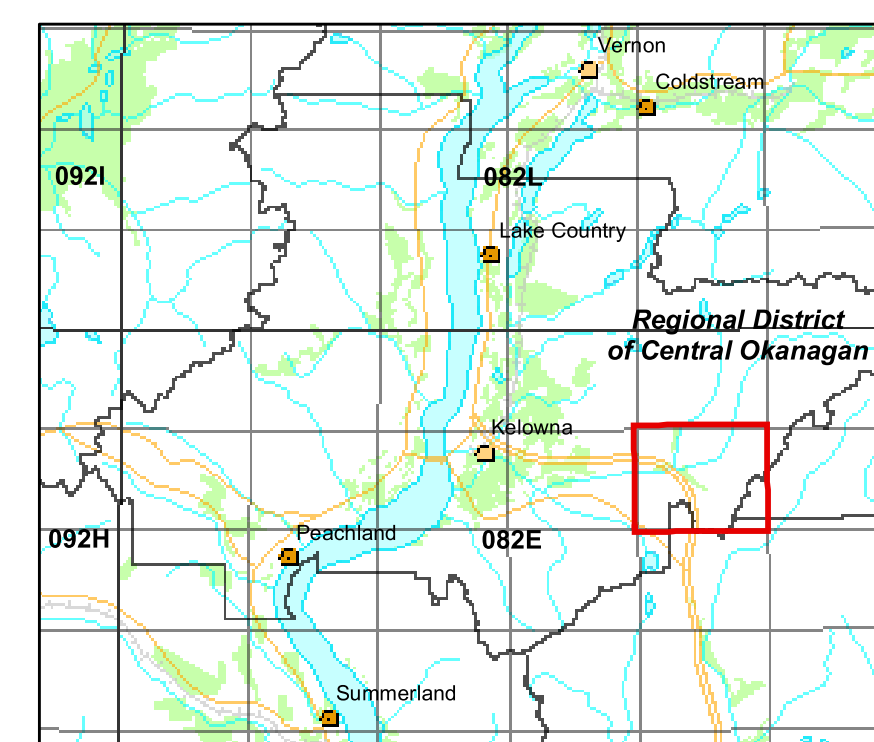 Vernon
Coldstream
092I
082L
Lake Country
Regional District
of Central Okanagan
Kelowna
Peachland
092H
082E
Summerland